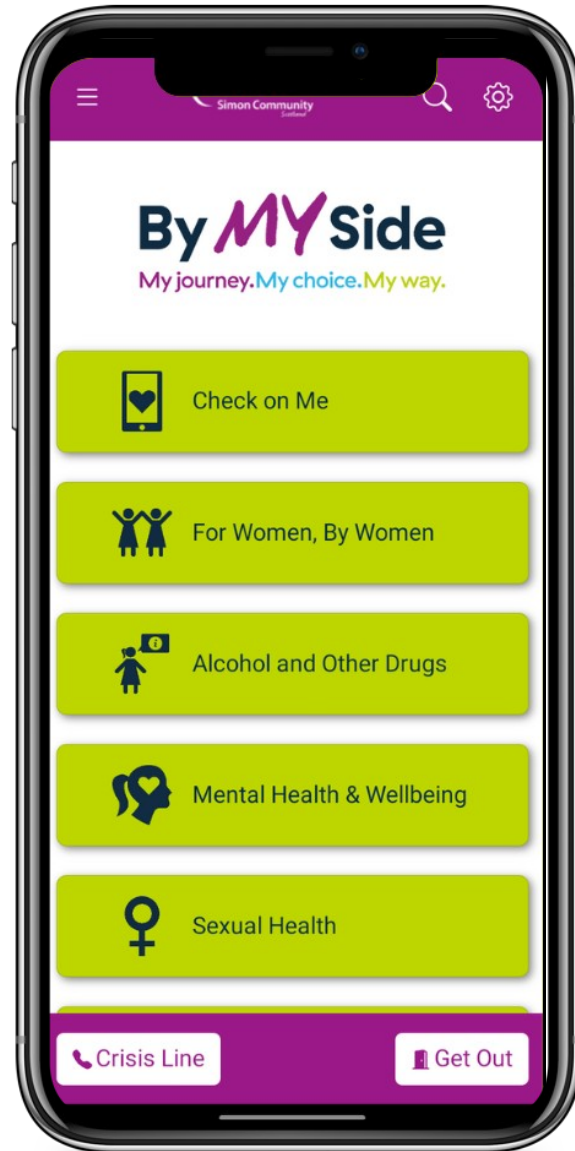 Simon Community
Scotland
By MY Side
My journey.My choice.My way.
Check on Me
For Women, By Women
i
Alcohol and Other Drugs
Mental Health & Wellbeing
Sexual Health
Crisis Line
Get Out